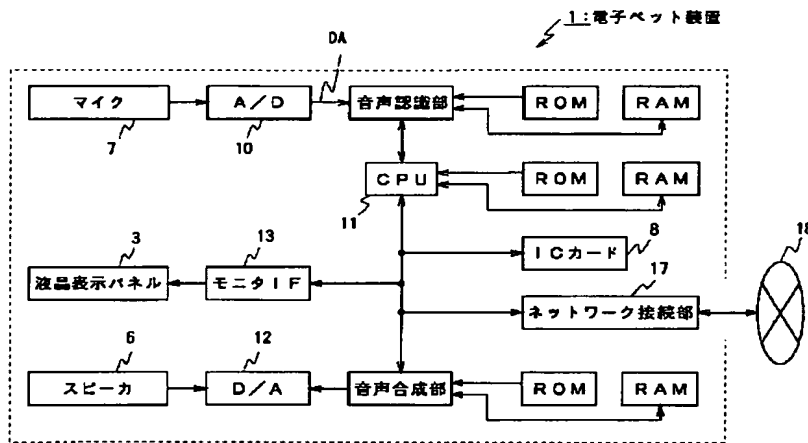 1:電子ペット装置
DA
マイク
A/D
音声認識部
ROM
RAM
7
10
CPU
ROM
RAM
11
8
ICカード
18
3
13
液晶表示パネル
モニタIF
17
ネットワーク接続部
6
12
スピーカ
D/A
音声合成部
ROM
RAM